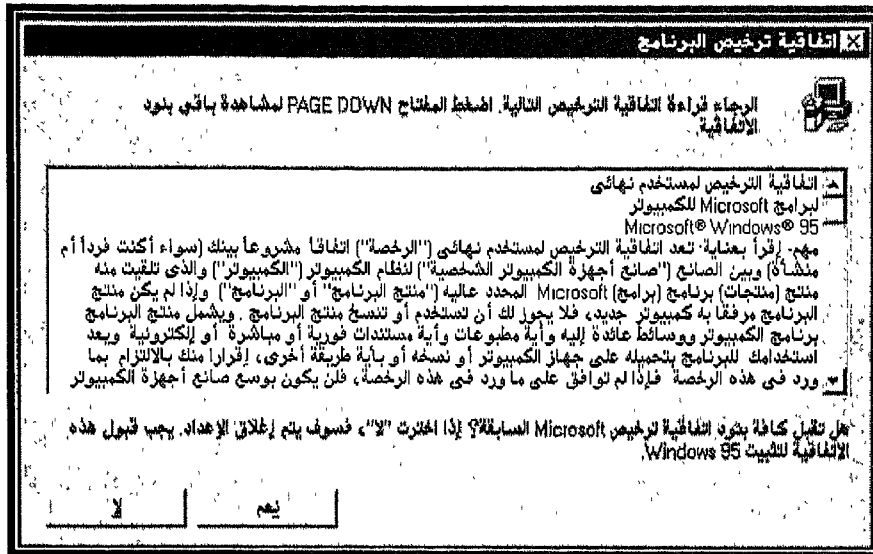 اتفاقية ترخيص البرنامج
الرجاء قراءة اتفاقية الترخيص التالية. اضغط المفتاح PAGE DOWN لمشاهدة باقي بنود
الاتفاقية.
اتفاقية الترخيص لمستخدم نهائي
لبرامج Microsoft للكمبيوتر
Microsoft® Windows® 95
مهم- إقرأ بعناية: تعد اتفاقية الترخيص لمستخدم نهائي ("الرخصة") اتفاقا مشروعا بينك (سواء أكنت فردا أم
منشأة) وبين الصانع ("صانع أجهزة الكمبيوتر الشخصية") لنظام الكمبيوتر ("الكمبيوتر") والذى تلقيت منه
منتج (منتجات) برنامج (برامج) Microsoft المحدد عاليه ("منتج البرنامج" أو "البرنامج") وإذا لم يكن منتج
البرنامج مرفقا به كمبيوتر جديد، فلا يجوز لك أن تستخدم أو تنسخ منتج البرنامج . ويشمل منتج البرنامج
برنامج الكمبيوتر ووسائط عائدة إليه وأية مطبوعات وأية مستندات فورية أو مباشرة أو إلكترونية ويعد
استخدامك للبرنامج بتحميله على جهاز الكمبيوتر أو نسخه أو بأية طريقة أخرى، إقرارا منك بالالتزام بما
ورد فى هذه الرخصة فإذا لم توافق على ما ورد فى هذه الرخصة، فلن يكون بوسع صانع أجهزة الكمبيوتر
هل تقبل كافة بنود اتفاقية ترخيص Microsoft السابقة؟ إذا اخترت "لا"، فسوف يتم إغلاق الإعداد. يجب قبول هذه
الاتفاقية لتثبيت Windows 95.
نعم
لا